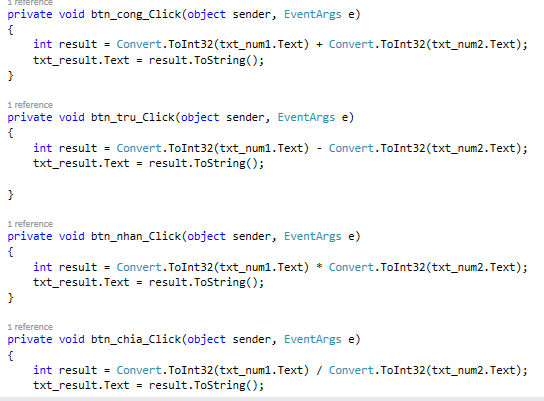 1 reference
private void btn_cong_Click(object sender, EventArgs e)
{
    int result = Convert.ToInt32(txt_num1.Text) + Convert.ToInt32(txt_num2.Text);
    txt_result.Text = result.ToString();
}
1 reference
private void btn_tru_Click(object sender, EventArgs e)
{
    int result = Convert.ToInt32(txt_num1.Text) - Convert.ToInt32(txt_num2.Text);
    txt_result.Text = result.ToString();
}
1 reference
private void btn_nhan_Click(object sender, EventArgs e)
{
    int result = Convert.ToInt32(txt_num1.Text) * Convert.ToInt32(txt_num2.Text);
    txt_result.Text = result.ToString();
}
1 reference
private void btn_chia_Click(object sender, EventArgs e)
{
    int result = Convert.ToInt32(txt_num1.Text) / Convert.ToInt32(txt_num2.Text);
    txt_result.Text = result.ToString();